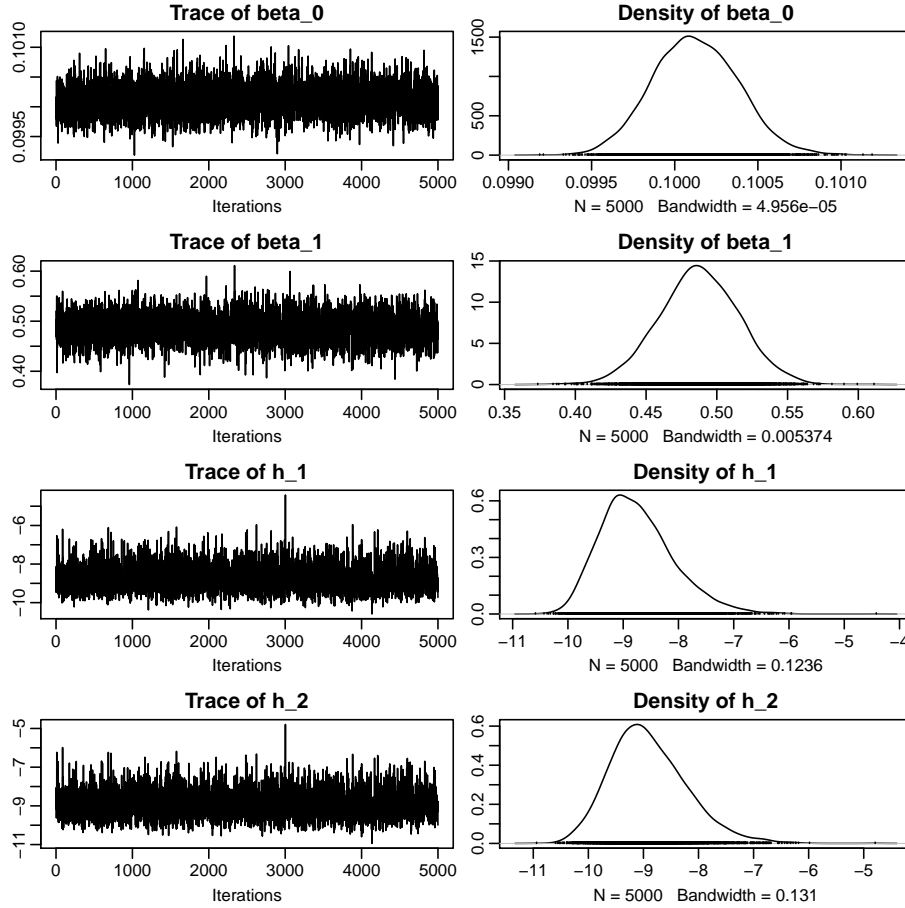 Trace of beta_0
0.0995 0.1010
0 1000 2000 3000 4000 5000
Iterations
Density of beta_0
0 500 1500
0.0990 0.0995 0.1000 0.1005 0.1010
N = 5000 Bandwidth = 4.956e−05
Trace of beta_1
0.40 0.50 0.60
0 1000 2000 3000 4000 5000
Iterations
Density of beta_1
0 5 10 15
0.35 0.40 0.45 0.50 0.55 0.60
N = 5000 Bandwidth = 0.005374
Trace of h_1
−10 −8 −6
0 1000 2000 3000 4000 5000
Iterations
Density of h_1
0.0 0.3 0.6
−11 −10 −9 −8 −7 −6 −5 −4
N = 5000 Bandwidth = 0.1236
Trace of h_2
−11 −9 −7 −5
0 1000 2000 3000 4000 5000
Iterations
Density of h_2
0.0 0.2 0.4 0.6
−11 −10 −9 −8 −7 −6 −5
N = 5000 Bandwidth = 0.131